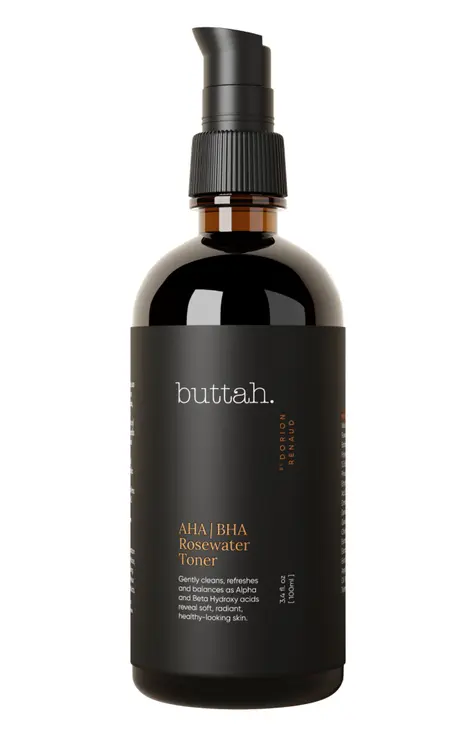 buttah.
BY DORION
RENAUD
AHA | BHA
Rosewater
Toner
Gently cleans, refreshes
and balances as Alpha
and Beta Hydroxy acids
reveal soft, radiant,
healthy-looking skin.
3.4 fl. oz
[100ml]